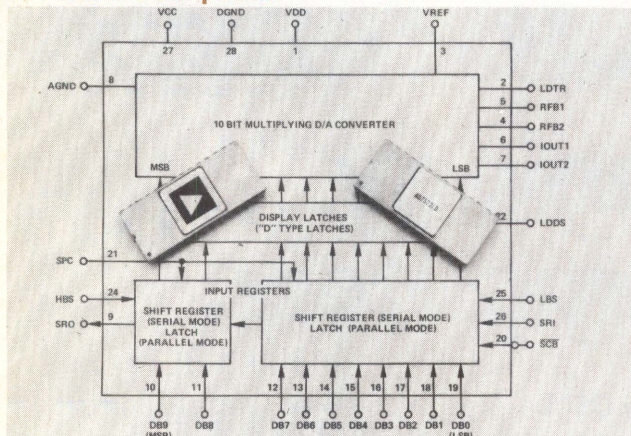 VCC DGND VDD VREF
27 28 1 3
AGND 8
2 LDTR
5 RFB1
4 RFB2
6 IOUT1
7 IOUT2
10 BIT MULTIPLYING D/A CONVERTER
MSB LSB
DISPLAY LATCHES
("D" TYPE LATCHES)
22 LDDS
SPC 21
INPUT REGISTERS
HBS 24
SRO 9
SHIFT REGISTER
(SERIAL MODE)
LATCH
(PARALLEL MODE)
SHIFT REGISTER (SERIAL MODE)
LATCH (PARALLEL MODE)
25 LBS
26 SRI
20 SCB
10 11 12 13 14 15 16 17 18 19
DB9 DB8 DB7 DB6 DB5 DB4 DB3 DB2 DB1 DB0
(MSB) (LSB)